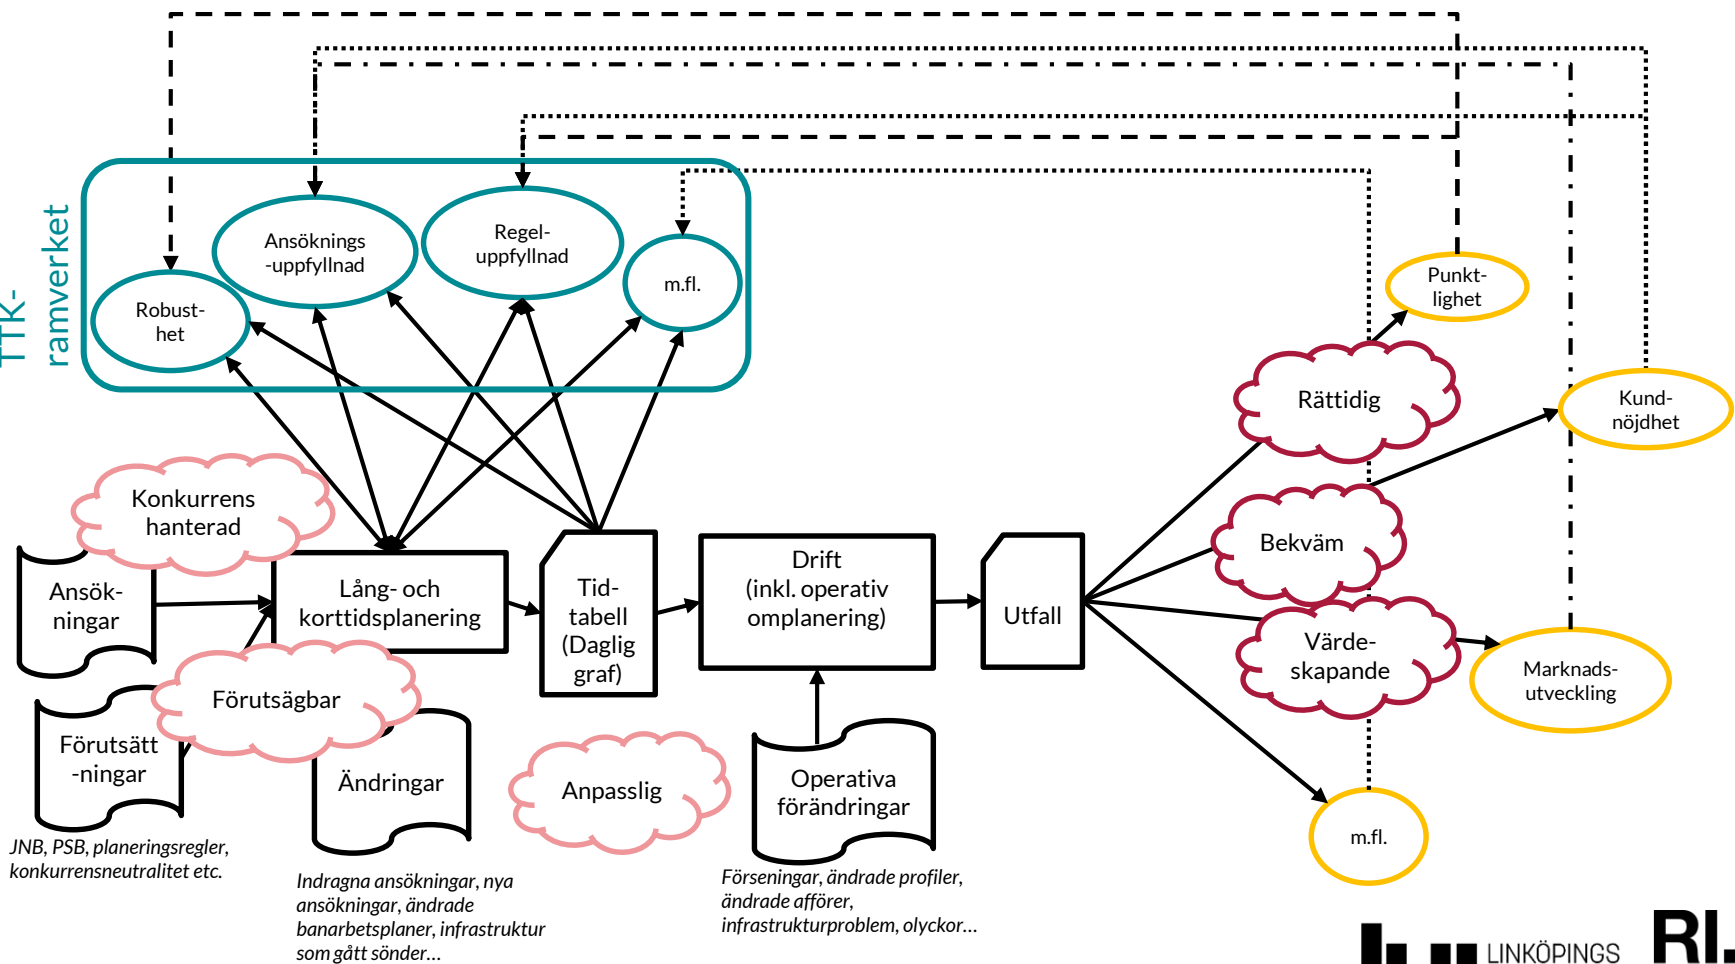 TTK-
ramverket
Robust-
het
Ansöknings
-uppfyllnad
Regel-
uppfyllnad
m.fl.
Punkt-
lighet
Rättidig
Kund-
nöjdhet
Konkurrens
hanterad
Ansök-
ningar
Lång- och
korttidsplanering
Tid-
tabell
(Daglig
graf)
Drift
(inkl. operativ
omplanering)
Utfall
Bekväm
Värde-
skapande
Marknads-
utveckling
Förutsägbar
Förutsätt
-ningar
Ändringar
Anpasslig
Operativa
förändringar
m.fl.
JNB, PSB, planeringsregler,
konkurrensneutralitet etc.
Indragna ansökningar, nya
ansökningar, ändrade
banarbetsplaner, infrastruktur
som gått sönder...
Förseningar, ändrade profiler,
ändrade afförer,
infrastrukturproblem, olyckor...
LINKÖPINGS
RI.